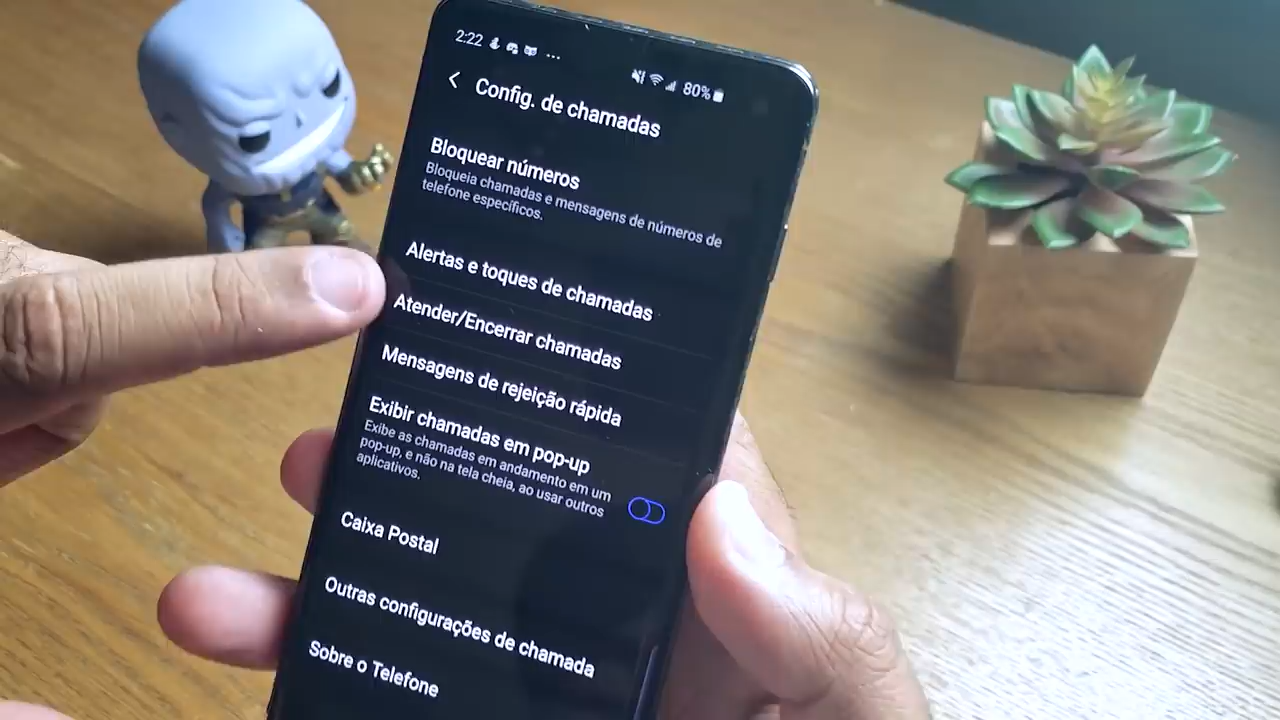 2:22 ... 80%
Config. de chamadas
Bloquear números
Bloqueia chamadas e mensagens de números de
telefone específicos.
Alertas e toques de chamadas
Atender/Encerrar chamadas
Mensagens de rejeição rápida
Exibir chamadas em pop-up
Exibe as chamadas em andamento em um
pop-up, e não na tela cheia, ao usar outros
aplicativos.
Caixa Postal
Outras configurações de chamada
Sobre o Telefone